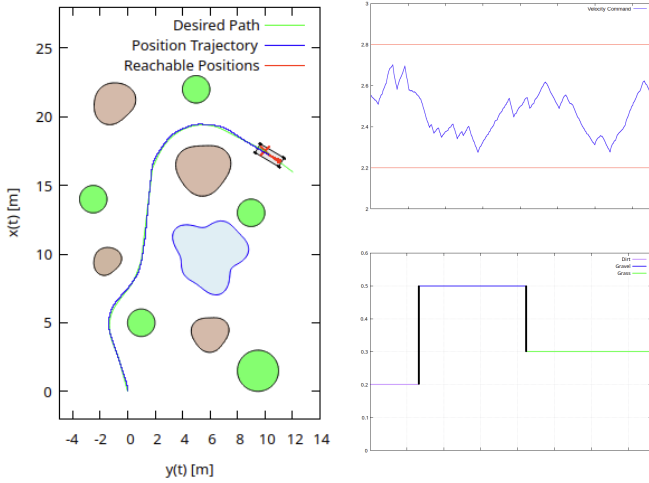 Desired Path
Position Trajectory
Reachable Positions
25
20
15
10
5
0
x(t) [m]
-4 -2 0 2 4 6 8 10 12 14
y(t) [m]
Velocity Command
3
2.8
2.6
2.4
2.2
2
Dirt
Gravel
Grass
0.6
0.5
0.4
0.3
0.2
0.1
0